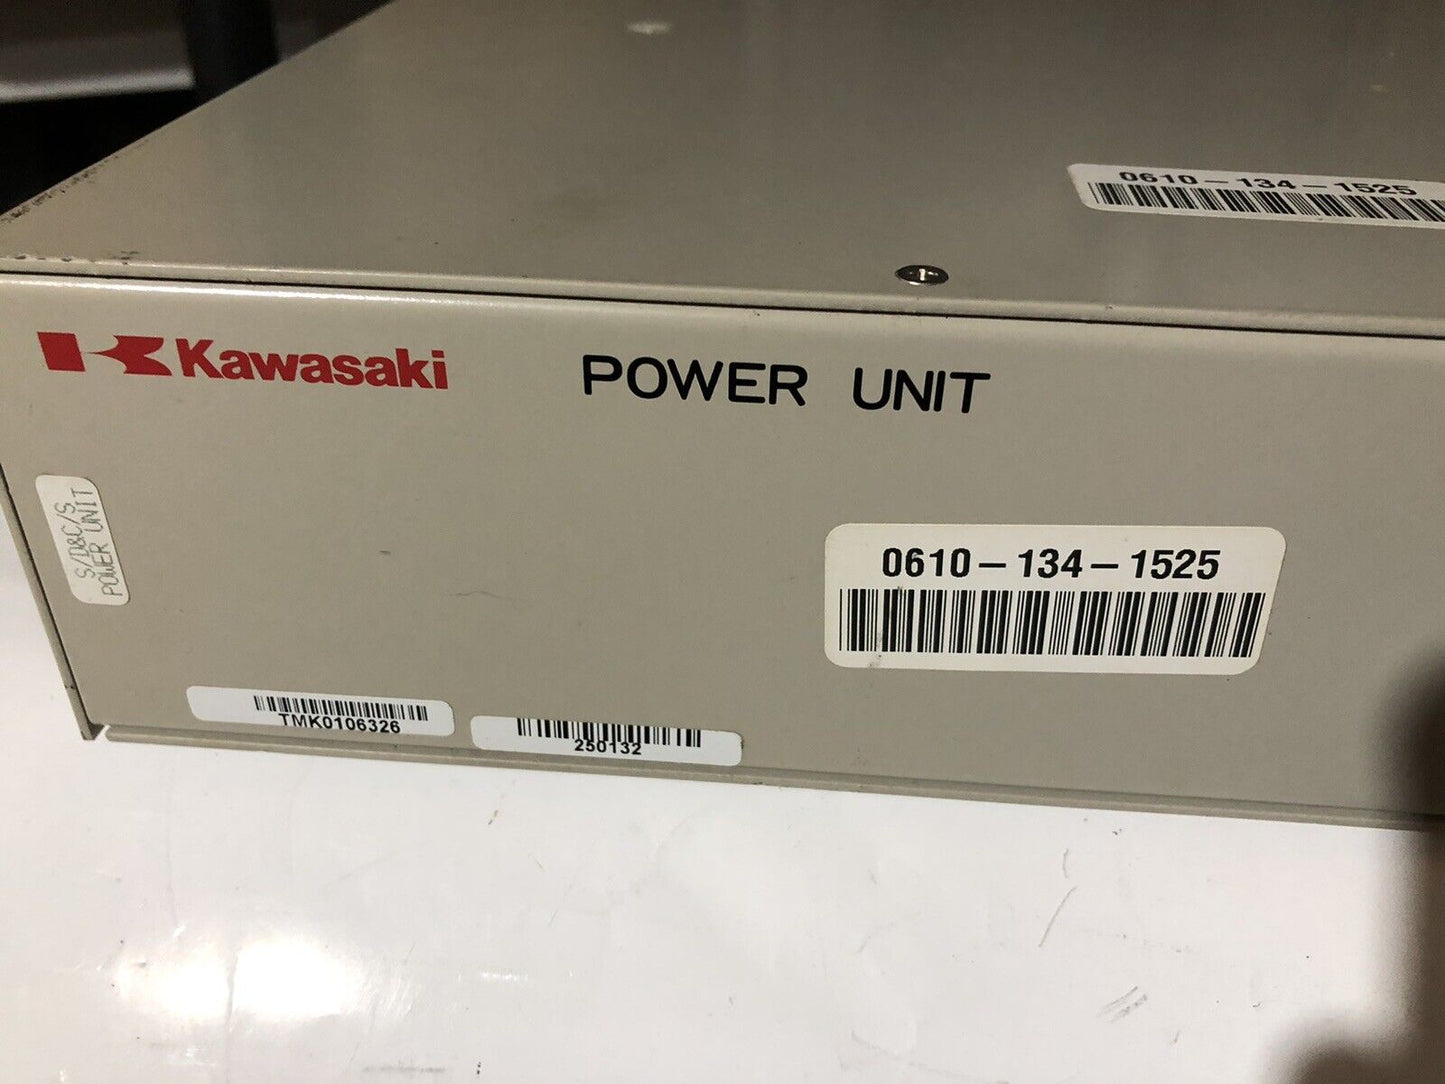 0610-134-1525
Kawasaki
POWER UNIT
S/D&C/S
POWER UNIT
0610-134-1525
TMK0106326
250132